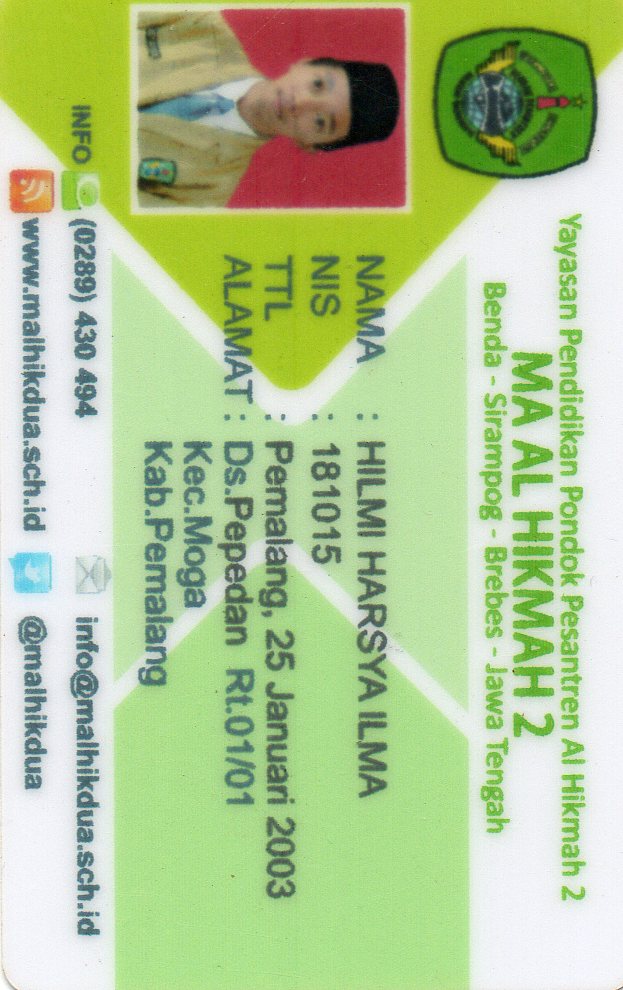 Yayasan Pendidikan Pondok Pesantren Al Hikmah 2
MA AL HIKMAH 2
Benda - Sirampog - Brebes - Jawa Tengah
NAMA : HILMI HARSYA ILMA
NIS : 181015
TTL : Pemalang, 25 Januari 2003
ALAMAT : Ds.Pepedan Rt.01/01
Kec.Moga
Kab.Pemalang
INFO (0289) 430 494
info@malhikdua.sch.id
www.malhikdua.sch.id
@malhikdua